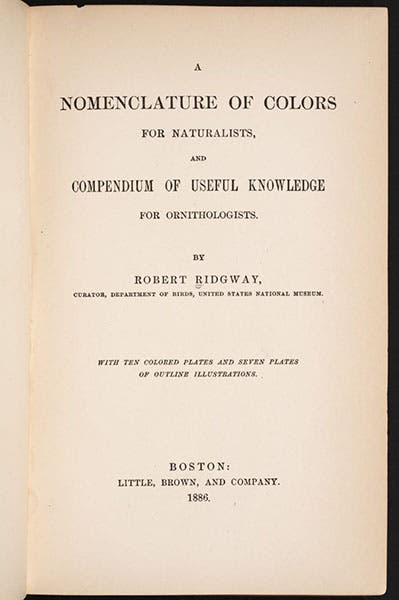 A
NOMENCLATURE OF COLORS
FOR NATURALISTS,
AND
COMPENDIUM OF USEFUL KNOWLEDGE
FOR ORNITHOLOGISTS.
BY
ROBERT RIDGWAY,
CURATOR, DEPARTMENT OF BIRDS, UNITED STATES NATIONAL MUSEUM.
WITH TEN COLORED PLATES AND SEVEN PLATES
OF OUTLINE ILLUSTRATIONS.
BOSTON:
LITTLE, BROWN, AND COMPANY.
1886.